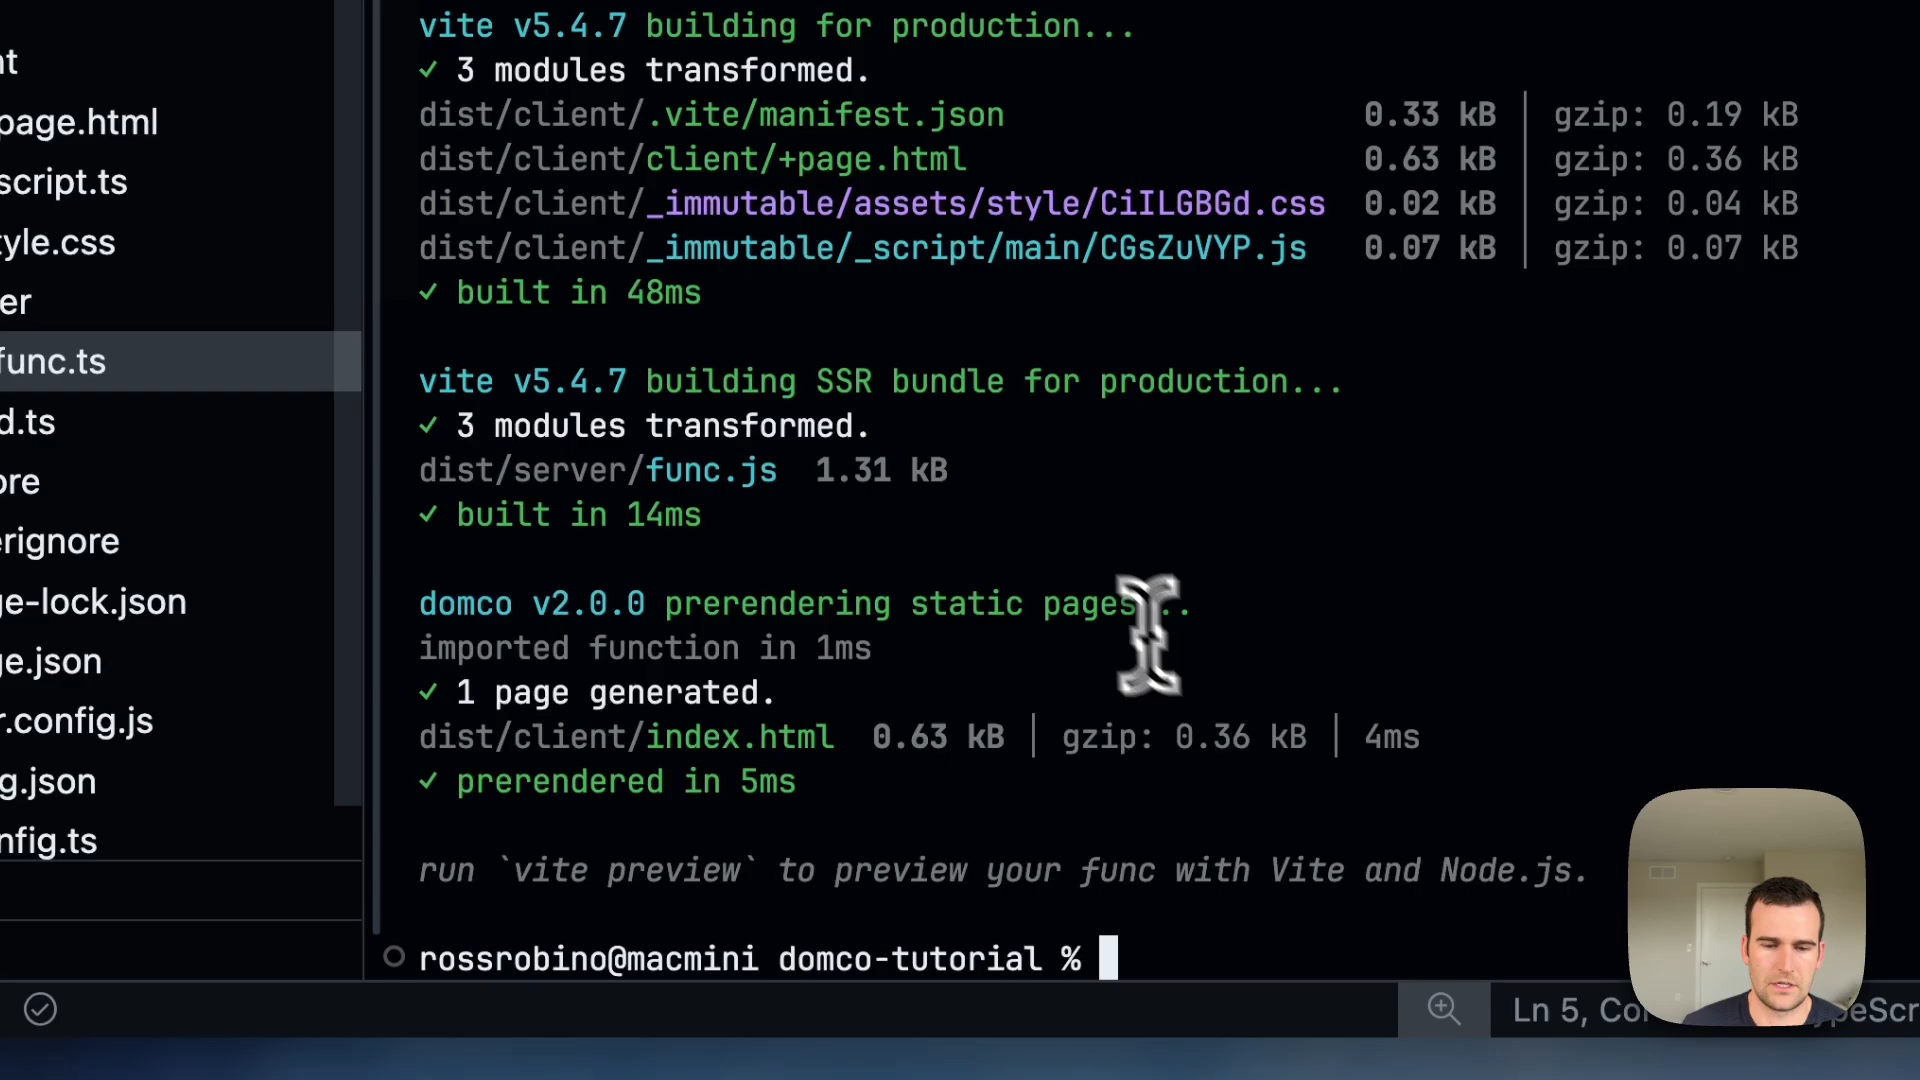 vite v5.4.7 building for production...
✓ 3 modules transformed.
dist/client/.vite/manifest.json 0.33 kB │ gzip: 0.19 kB
dist/client/client/+page.html 0.63 kB │ gzip: 0.36 kB
dist/client/_immutable/assets/style/CiILGBGd.css 0.02 kB │ gzip: 0.04 kB
dist/client/_immutable/_script/main/CGsZuVYP.js 0.07 kB │ gzip: 0.07 kB
✓ built in 48ms
vite v5.4.7 building SSR bundle for production...
✓ 3 modules transformed.
dist/server/func.js 1.31 kB
✓ built in 14ms
domco v2.0.0 prerendering static pages...
imported function in 1ms
✓ 1 page generated.
dist/client/index.html 0.63 kB │ gzip: 0.36 kB │ 4ms
✓ prerendered in 5ms
run `vite preview` to preview your func with Vite and Node.js.
rossrobino@macmini domco-tutorial %
nt
page.html
script.ts
tyle.css
er
func.ts
d.ts
ore
erignore
ge-lock.json
ge.json
r.config.js
g.json
nfig.ts
Ln 5, Co
peScr